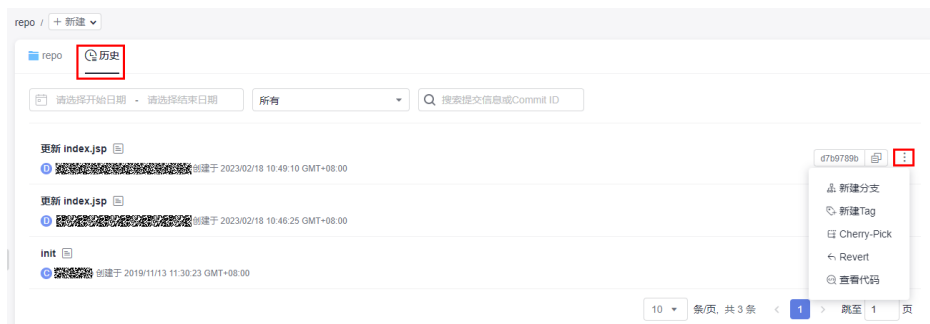 repo / + 新建
repo 历史
请选择开始日期 - 请选择结束日期 所有 搜索提交信息或Commit ID
更新 index.jsp
D 创建于 2023/02/18 10:49:10 GMT+08:00 d7b9789b
新建分支
更新 index.jsp
新建Tag
D 创建于 2023/02/18 10:46:25 GMT+08:00
Cherry-Pick
init
Revert
C 创建于 2019/11/13 11:30:23 GMT+08:00
查看代码
10 条/页, 共 3 条 < 1 > 跳至 1 页